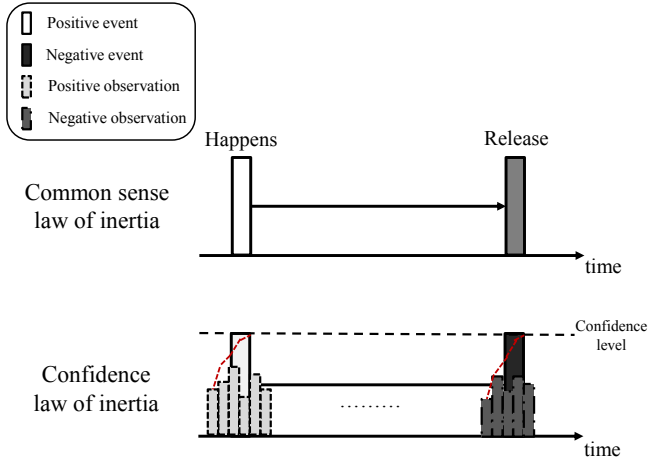 Positive event
Negative event
Positive observation
Negative observation
Happens
Release
Common sense
law of inertia
time
Confidence
level
Confidence
law of inertia
time